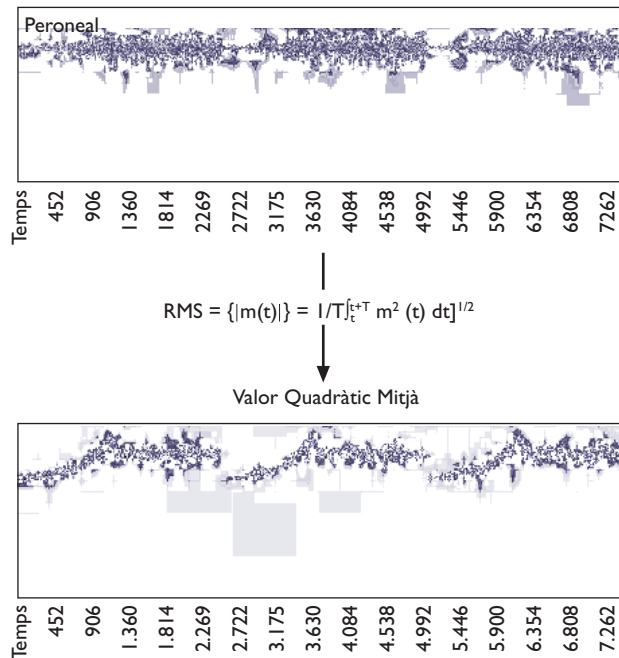 Peroneal
Temps 452 906 1360 1814 2269 2722 3175 3630 4084 4538 4992 5446 5900 6354 6808 7262
RMS = {|m(t)|} = 1/T∫ₜᵗ⁺ᵀ m² (t) dt]¹/²
Valor Quadràtic Mitjà
Temps 452 906 1.360 1.814 2.269 2.722 3.175 3.630 4.084 4.538 4.992 5.446 5.900 6.354 6.808 7.262